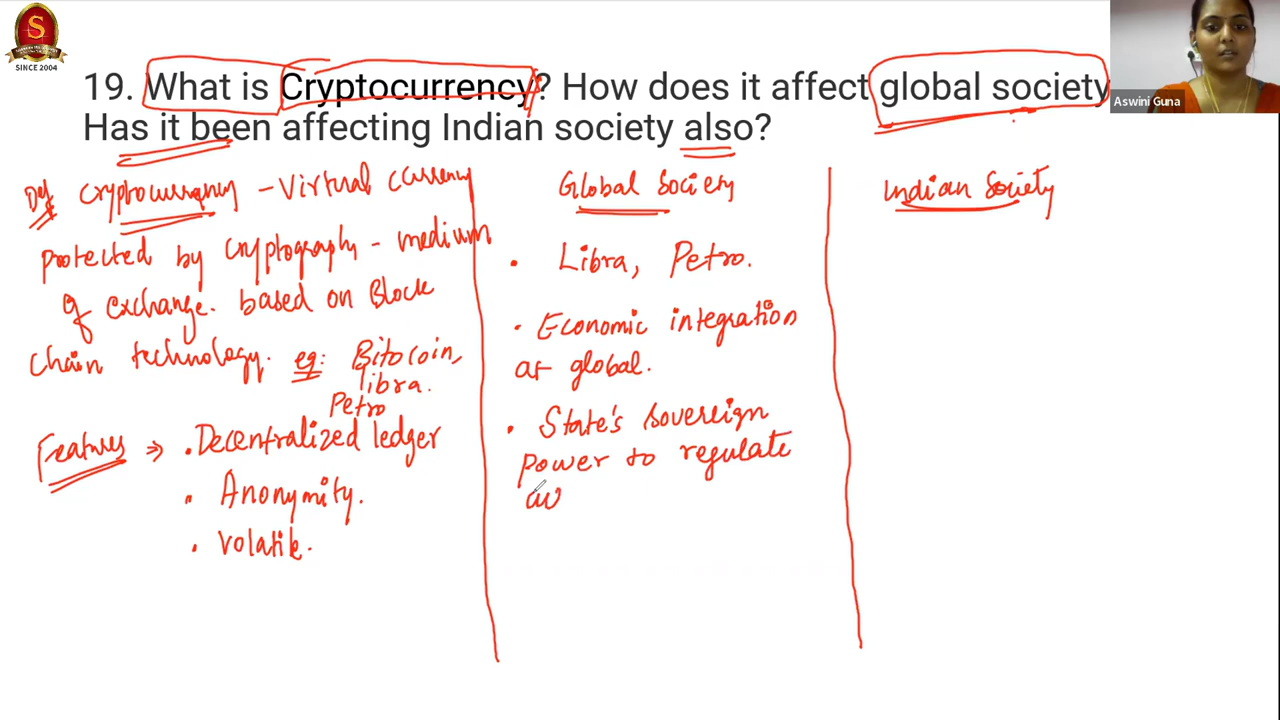 S
SINCE 2004
19. What is Cryptocurrency? How does it affect global society
Has it been affecting Indian society also?
Aswini Guna
Def Cryptocurrency - Virtual Currency
protected by Cryptography - medium
of exchange. based on Block
chain technology. eg: Bitocoin,
libra.
Petro
Features ⇒ • Decentralized ledger
• Anonymity.
• Volatile.
Global Society
• Libra, Petro.
• Economic integration
at global.
• State's sovereign
power to regulate
Indian Society